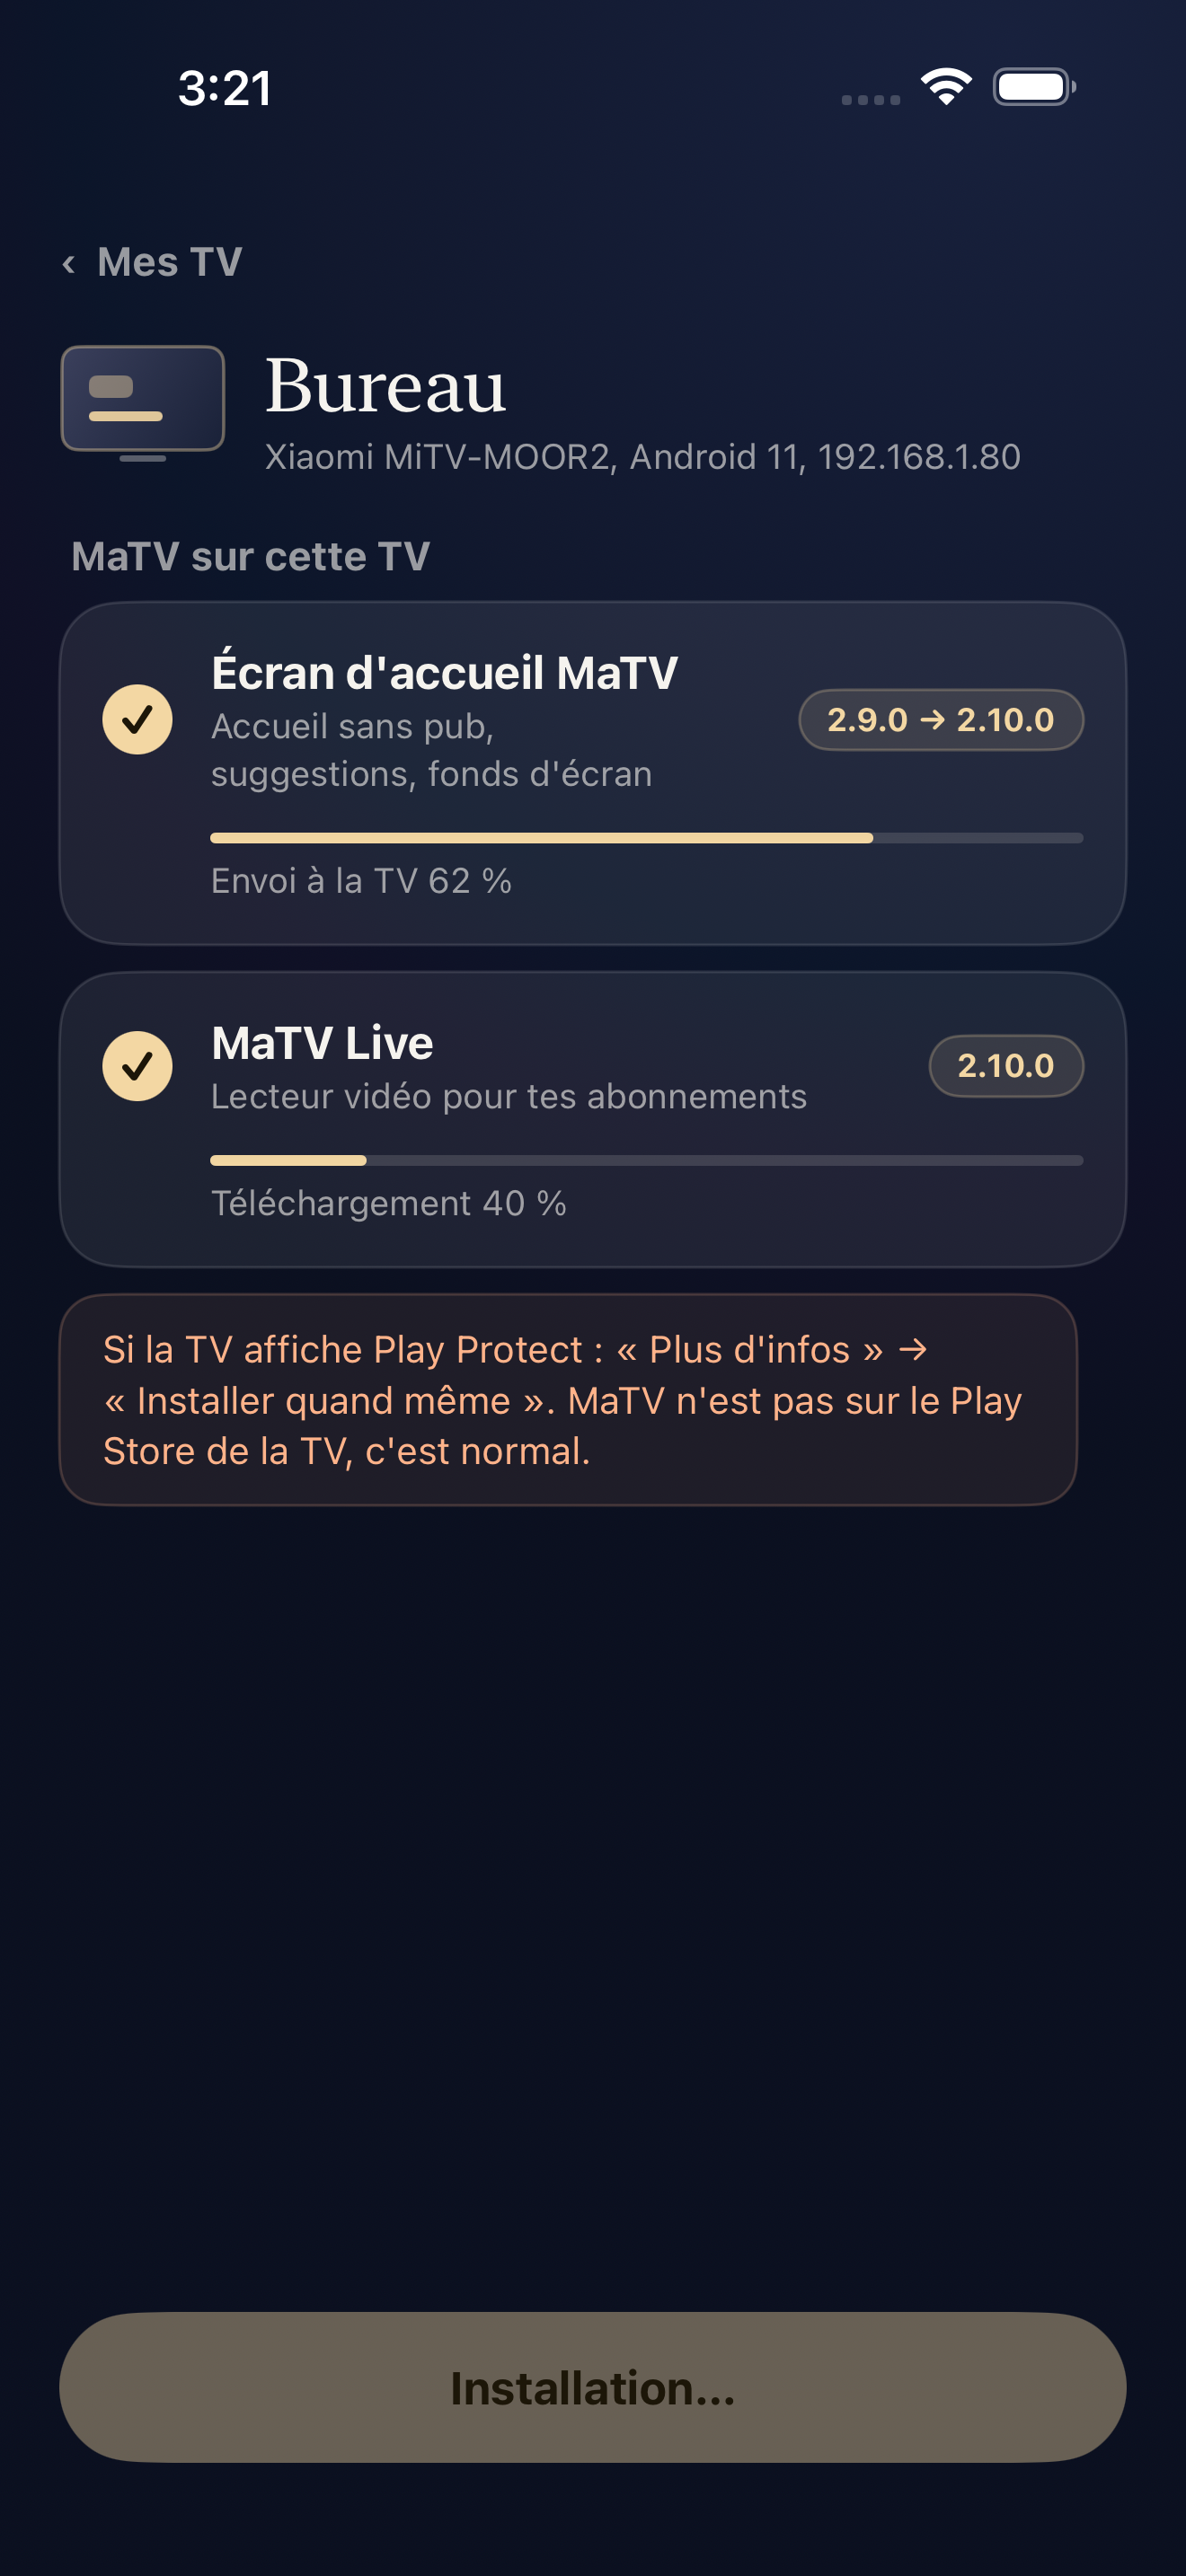 3:21
‹ Mes TV
Bureau
Xiaomi MiTV-MOOR2, Android 11, 192.168.1.80
MaTV sur cette TV
Écran d'accueil MaTV
Accueil sans pub,
suggestions, fonds d'écran
2.9.0 → 2.10.0
Envoi à la TV 62 %
MaTV Live
Lecteur vidéo pour tes abonnements
2.10.0
Téléchargement 40 %
Si la TV affiche Play Protect : « Plus d'infos » →
« Installer quand même ». MaTV n'est pas sur le Play
Store de la TV, c'est normal.
Installation...